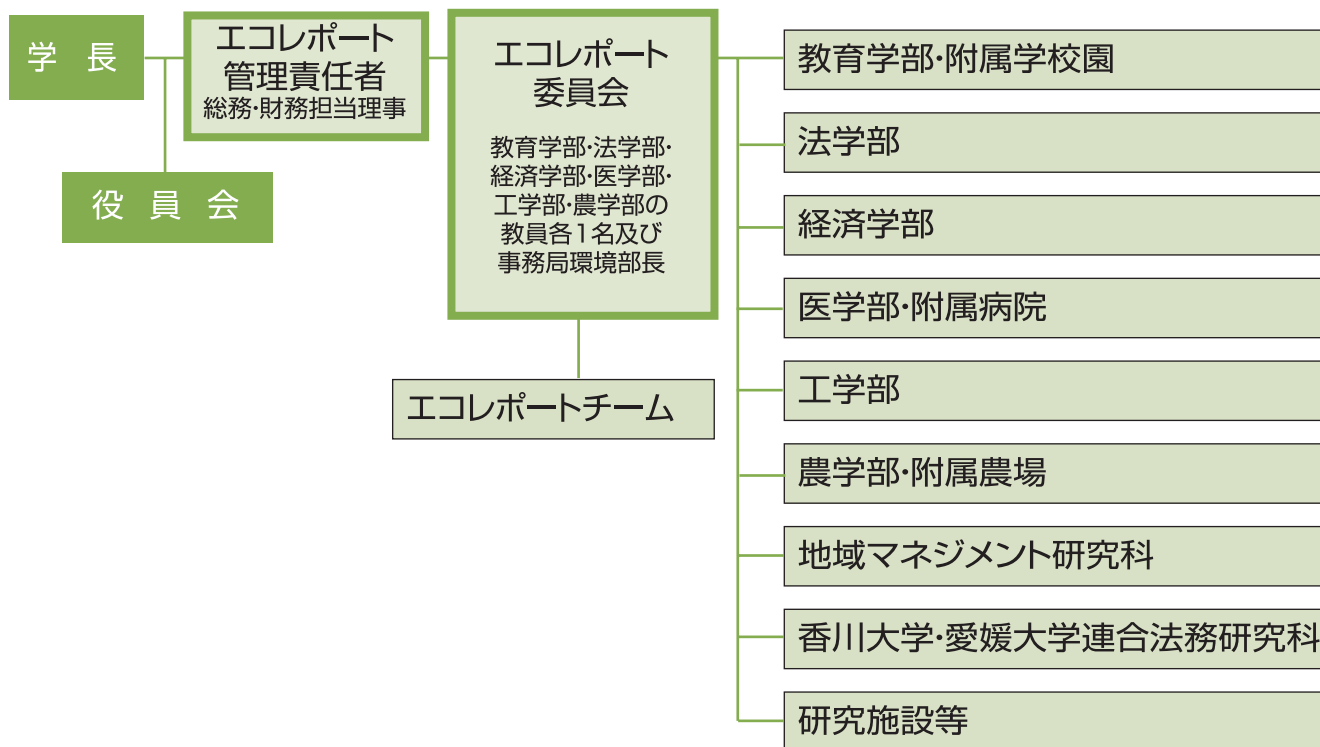 学 長
役 員 会
エコレポート
管理責任者
総務・財務担当理事
エコレポート
委員会
教育学部・法学部・
経済学部・医学部・
工学部・農学部の
教員各1名及び
事務局環境部長
エコレポートチーム
教育学部・附属学校園
法学部
経済学部
医学部・附属病院
工学部
農学部・附属農場
地域マネジメント研究科
香川大学・愛媛大学連合法務研究科
研究施設等